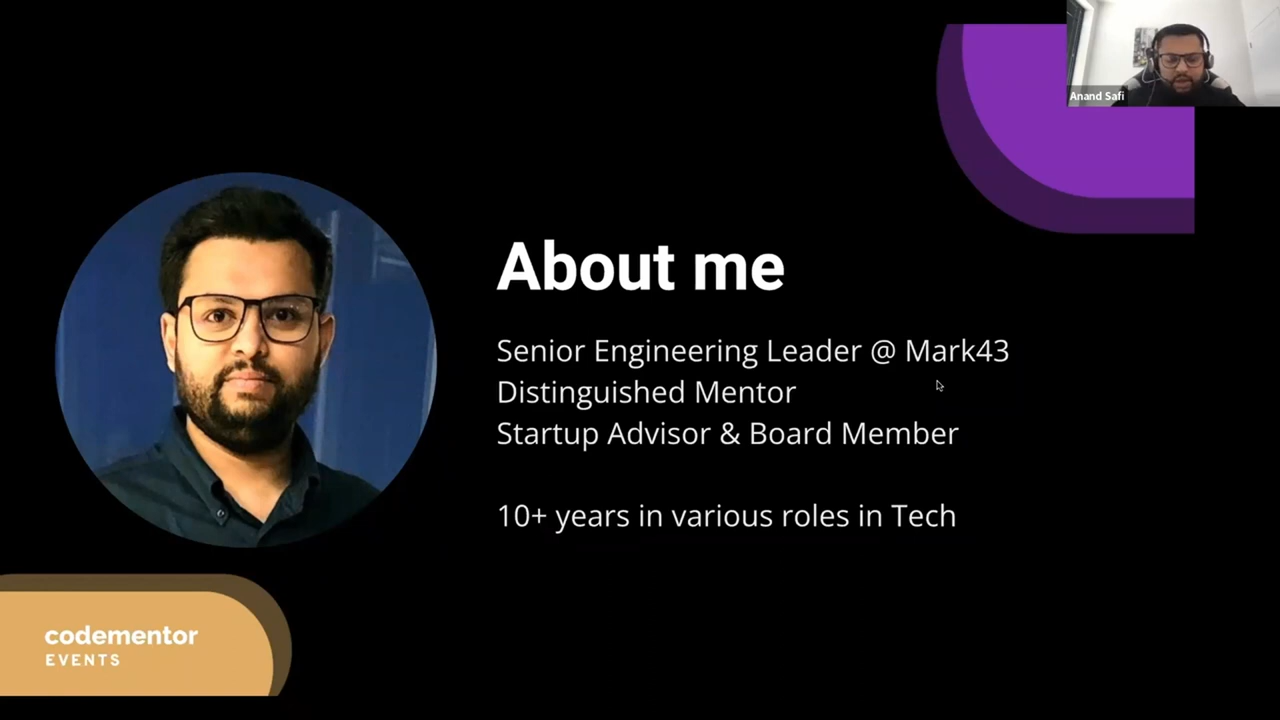 Anand Safi
About me
Senior Engineering Leader @ Mark43
Distinguished Mentor
Startup Advisor & Board Member
10+ years in various roles in Tech
codementor
EVENTS